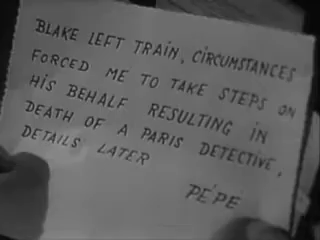 BLAKE LEFT TRAIN, CIRCUMSTANCES
FORCED ME TO TAKE STEPS ON
HIS BEHALF RESULTING IN
DEATH OF A PARIS DETECTIVE,
DETAILS LATER
PÉPÉ